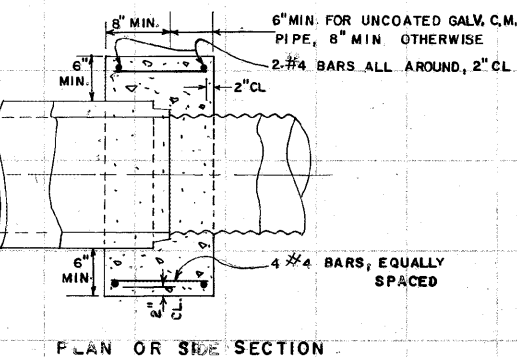 8" MIN.
6" MIN. FOR UNCOATED GALV. C.M.
PIPE, 8" MIN OTHERWISE
2-#4 BARS ALL AROUND, 2" CL
6"
MIN.
2" CL
6"
MIN.
2"
CL.
4 #4 BARS, EQUALLY
SPACED
PLAN OR SIDE SECTION